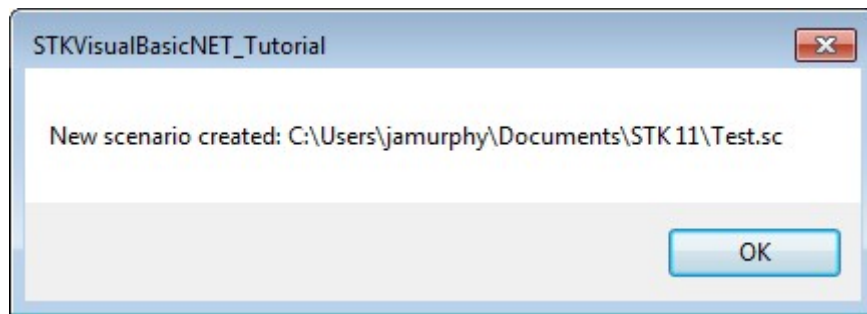 STKVisualBasicNET_Tutorial
New scenario created: C:\Users\jamurphy\Documents\STK 11\Test.sc
OK